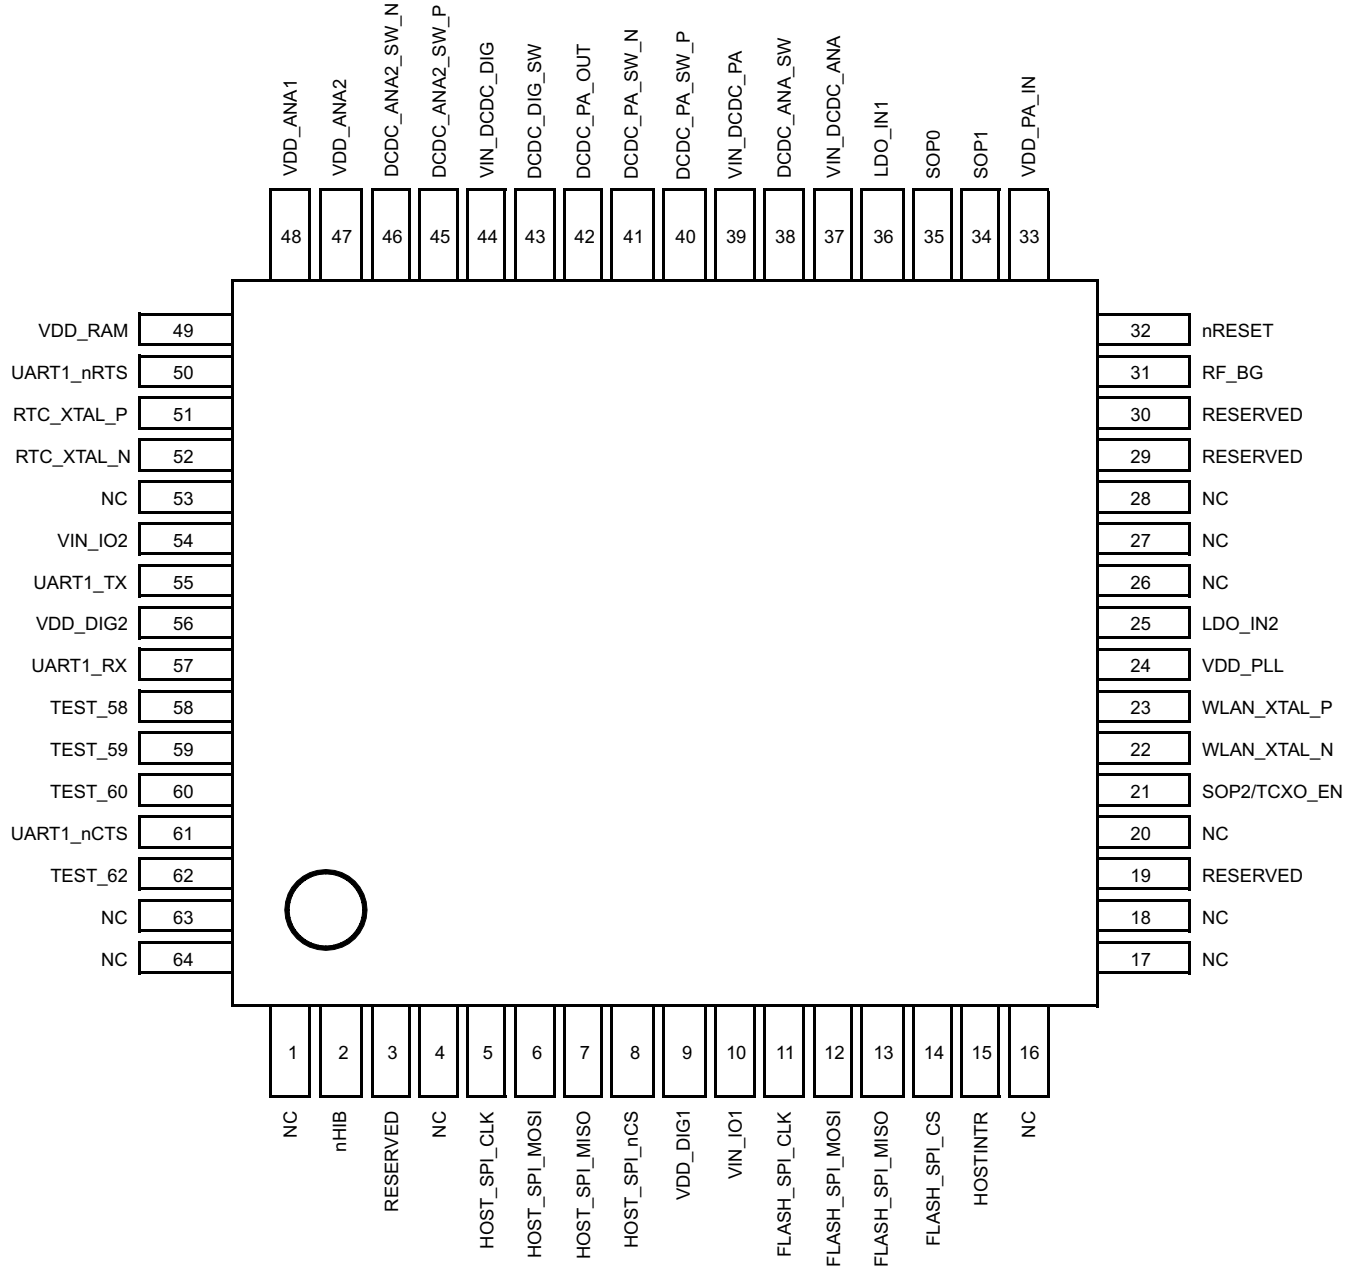 VDD_ANA1
VDD_ANA2
DCDC_ANA2_SW_N
DCDC_ANA2_SW_P
VIN_DCDC_DIG
DCDC_DIG_SW
DCDC_PA_OUT
DCDC_PA_SW_N
DCDC_PA_SW_P
VIN_DCDC_PA
DCDC_ANA_SW
VIN_DCDC_ANA
LDO_IN1
SOP0
SOP1
VDD_PA_IN
48 47 46 45 44 43 42 41 40 39 38 37 36 35 34 33
VDD_RAM 49
UART1_nRTS 50
RTC_XTAL_P 51
RTC_XTAL_N 52
NC 53
VIN_IO2 54
UART1_TX 55
VDD_DIG2 56
UART1_RX 57
TEST_58 58
TEST_59 59
TEST_60 60
UART1_nCTS 61
TEST_62 62
NC 63
NC 64
32 nRESET
31 RF_BG
30 RESERVED
29 RESERVED
28 NC
27 NC
26 NC
25 LDO_IN2
24 VDD_PLL
23 WLAN_XTAL_P
22 WLAN_XTAL_N
21 SOP2/TCXO_EN
20 NC
19 RESERVED
18 NC
17 NC
1 2 3 4 5 6 7 8 9 10 11 12 13 14 15 16
NC
nHIB
RESERVED
NC
HOST_SPI_CLK
HOST_SPI_MOSI
HOST_SPI_MISO
HOST_SPI_nCS
VDD_DIG1
VIN_IO1
FLASH_SPI_CLK
FLASH_SPI_MOSI
FLASH_SPI_MISO
FLASH_SPI_CS
HOSTINTR
NC